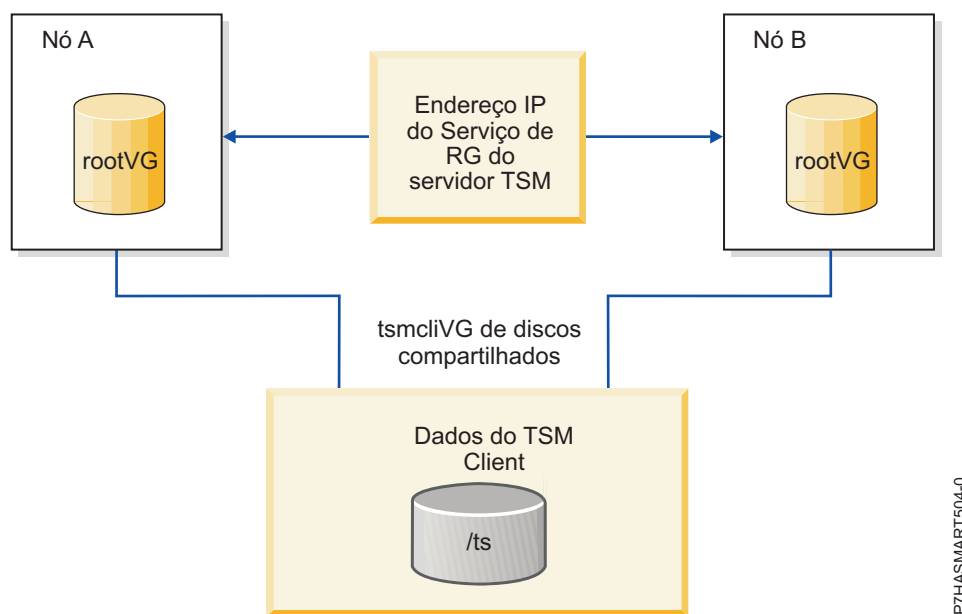 Nó A
rootVG
Endereço IP
do Serviço de
RG do
servidor TSM
Nó B
rootVG
tsmcliVG de discos
compartilhados
Dados do TSM
Client
/ts
P7HASMART504-0